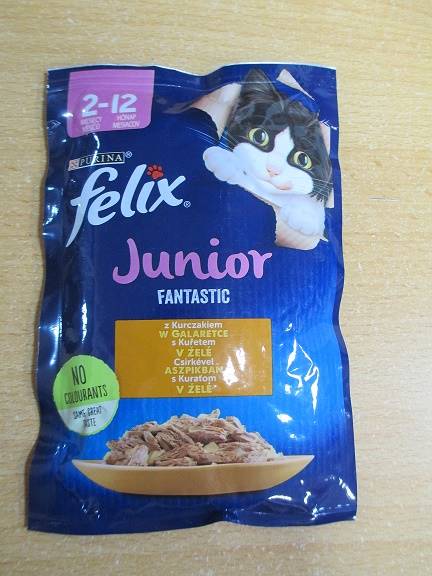 2-12
MIESIĘCY HÓNAP
MĚSÍCŮ MESIACOV
PURINA®
felix®
Junior
FANTASTIC
z Kurczakiem
W GALARETCE
s Kuřetem
V ŽELÉ
Csirkével
ASZPIKBAN
s Kuraťom
V ŽELÉ*
NO
COLOURANTS
SAME GREAT
TASTE